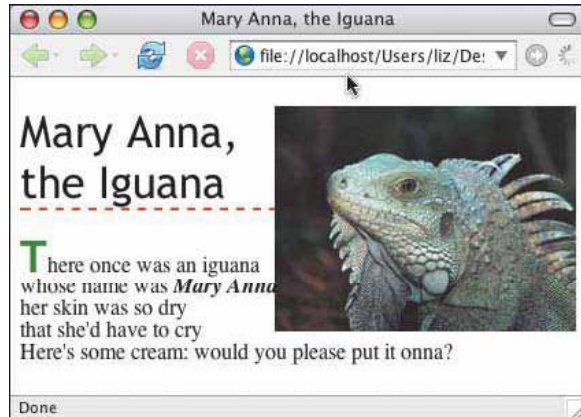 Mary Anna, the Iguana
file://localhost/Users/liz/De:
Mary Anna,
the Iguana
There once was an iguana
whose name was Mary Anna
her skin was so dry
that she'd have to cry
Here's some cream: would you please put it onna?
Done